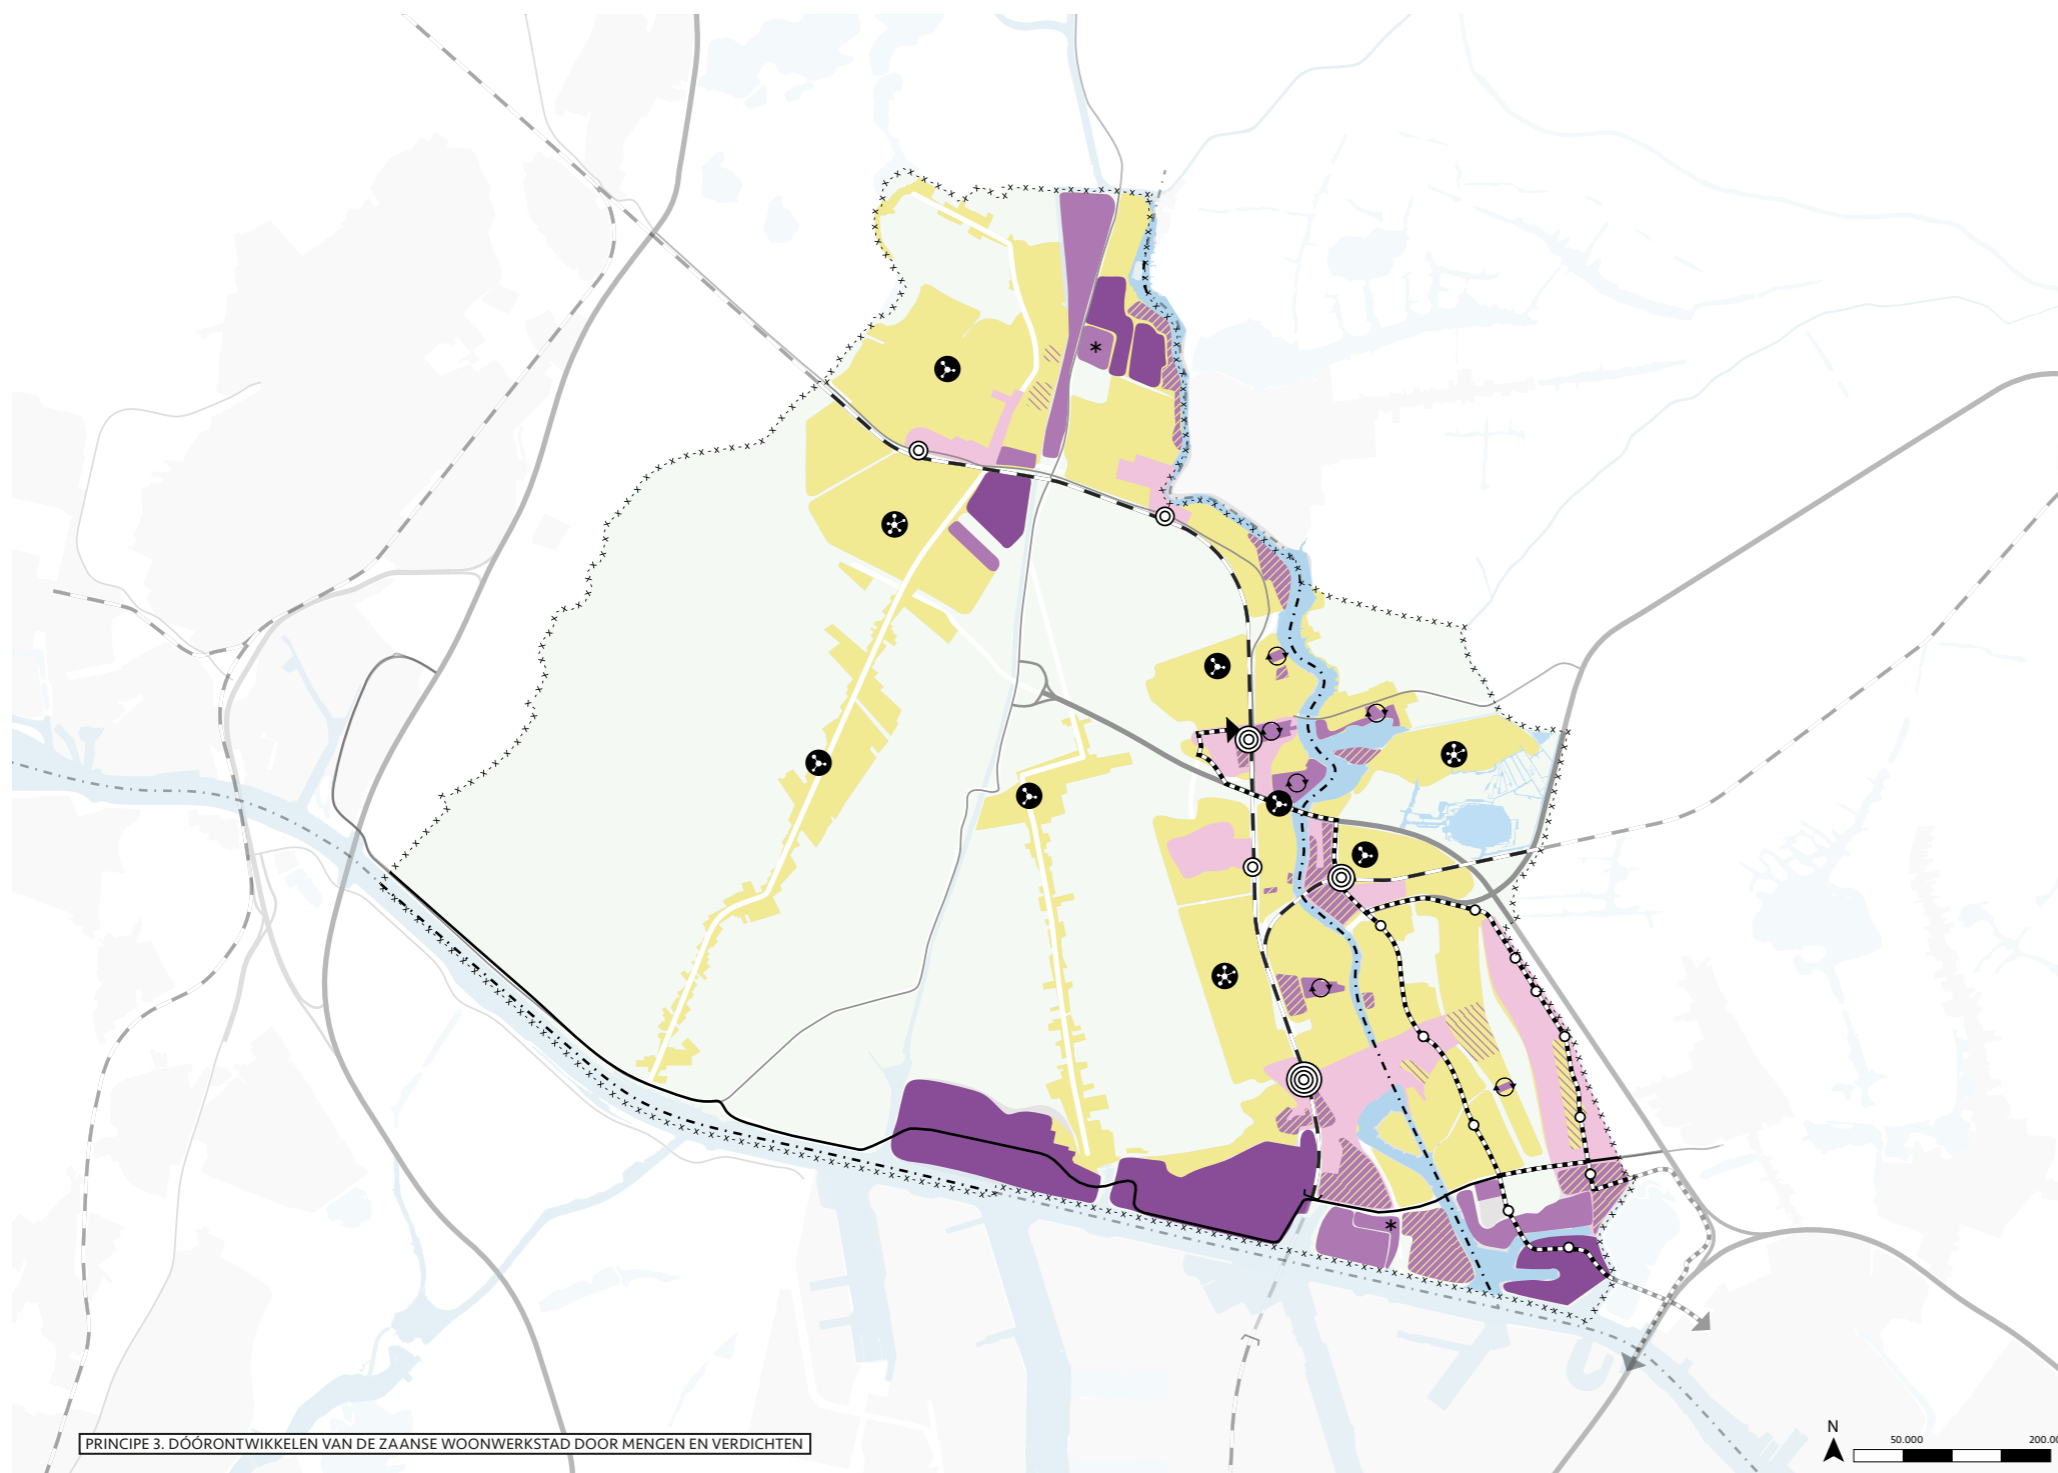 PRINCIPE 3. DÓÓRONTWIKKELEN VAN DE ZAANSE WOONWERKSTAD DOOR MENGEN EN VERDICHTEN
N
50.000